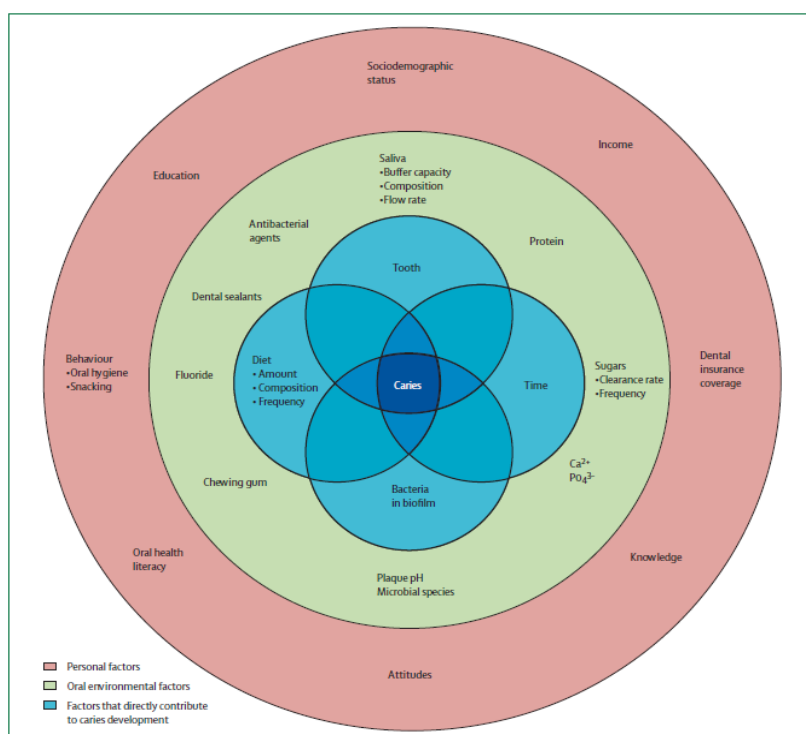 Sociodemographic
status
Income
Education
Saliva
•Buffer capacity
•Composition
•Flow rate
Antibacterial
agents
Protein
Tooth
Dental sealants
Behaviour
•Oral hygiene
•Snacking
Fluoride
Diet
• Amount
• Composition
• Frequency
Caries
Time
Sugars
•Clearance rate
•Frequency
Dental
insurance
coverage
Chewing gum
Bacteria
in biofilm
Ca2+
PO43–
Oral health
literacy
Knowledge
Plaque pH
Microbial species
Attitudes
Personal factors
Oral environmental factors
Factors that directly contribute
to caries development